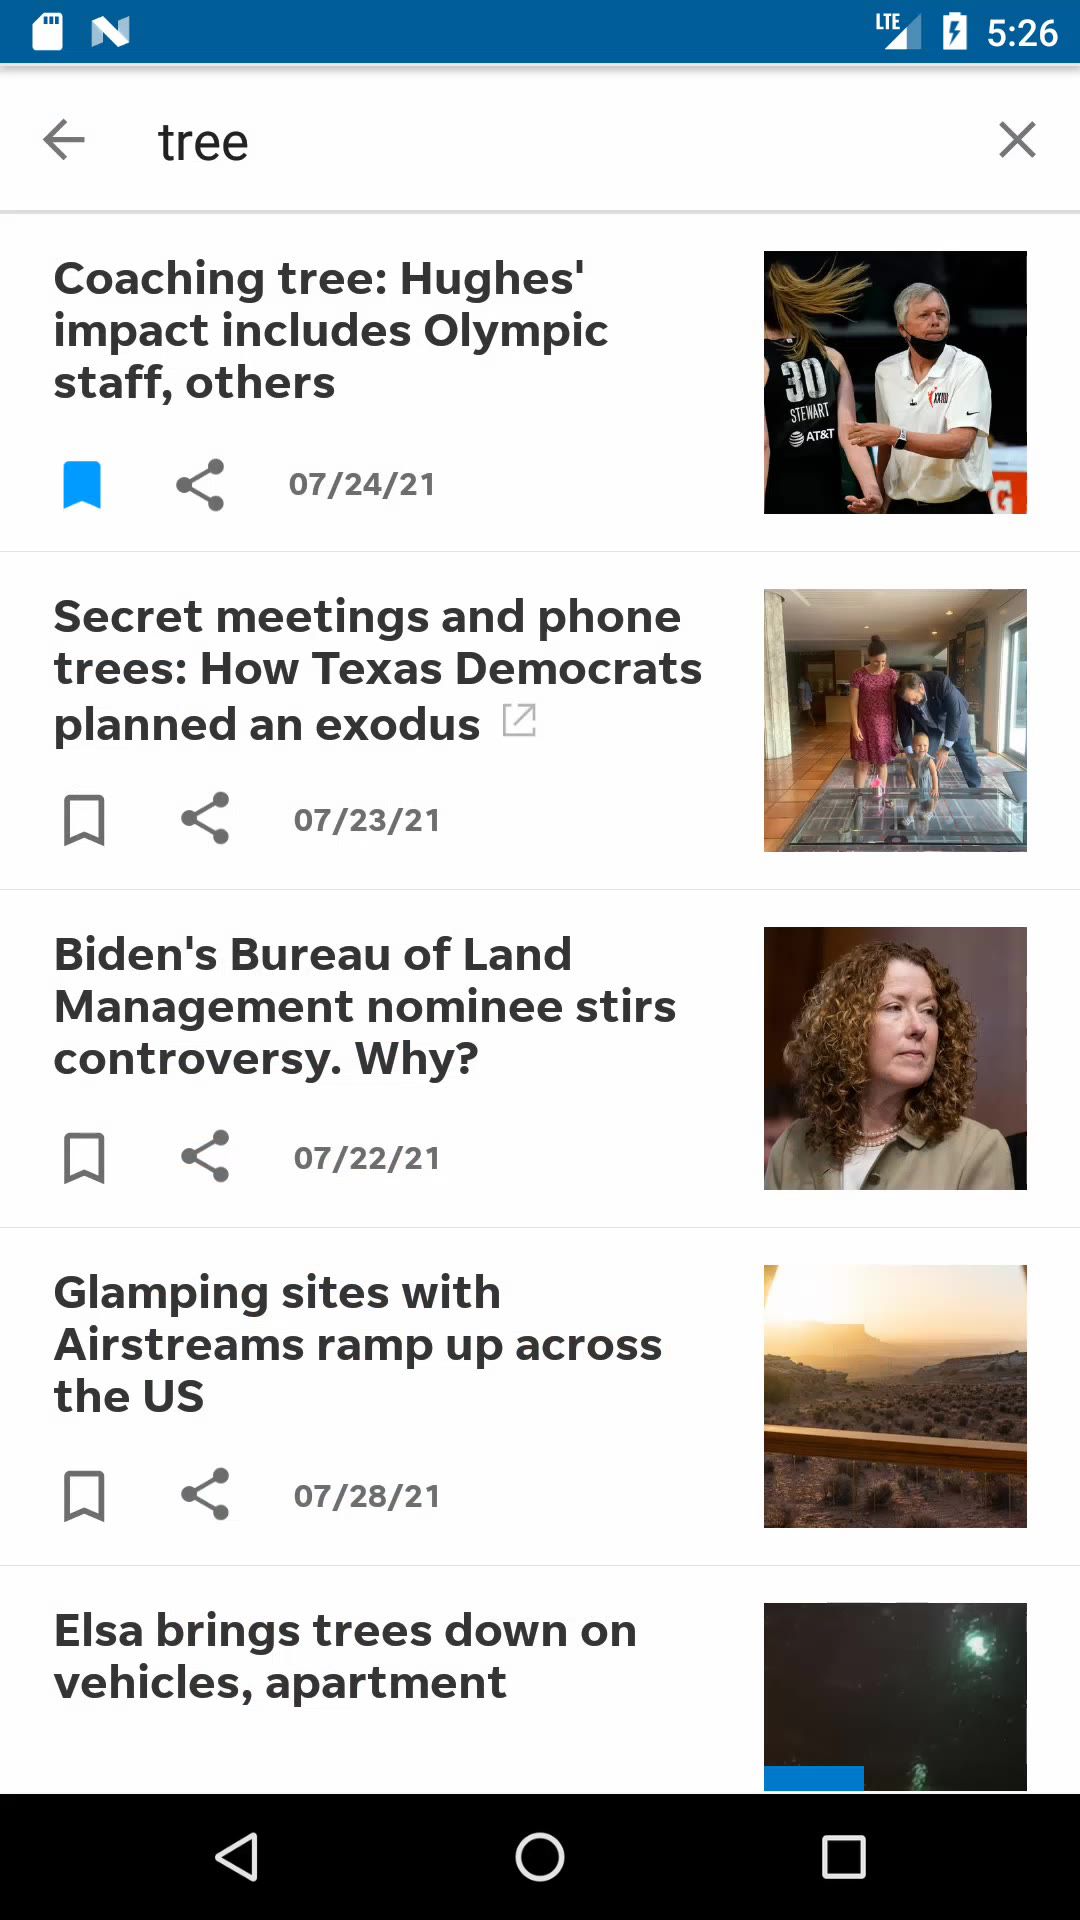 LTE 5:26
tree
Coaching tree: Hughes'
impact includes Olympic
staff, others
07/24/21
30
STEWART
AT&T
XXIII
G
Secret meetings and phone
trees: How Texas Democrats
planned an exodus
07/23/21
Biden's Bureau of Land
Management nominee stirs
controversy. Why?
07/22/21
Glamping sites with
Airstreams ramp up across
the US
07/28/21
Elsa brings trees down on
vehicles, apartment